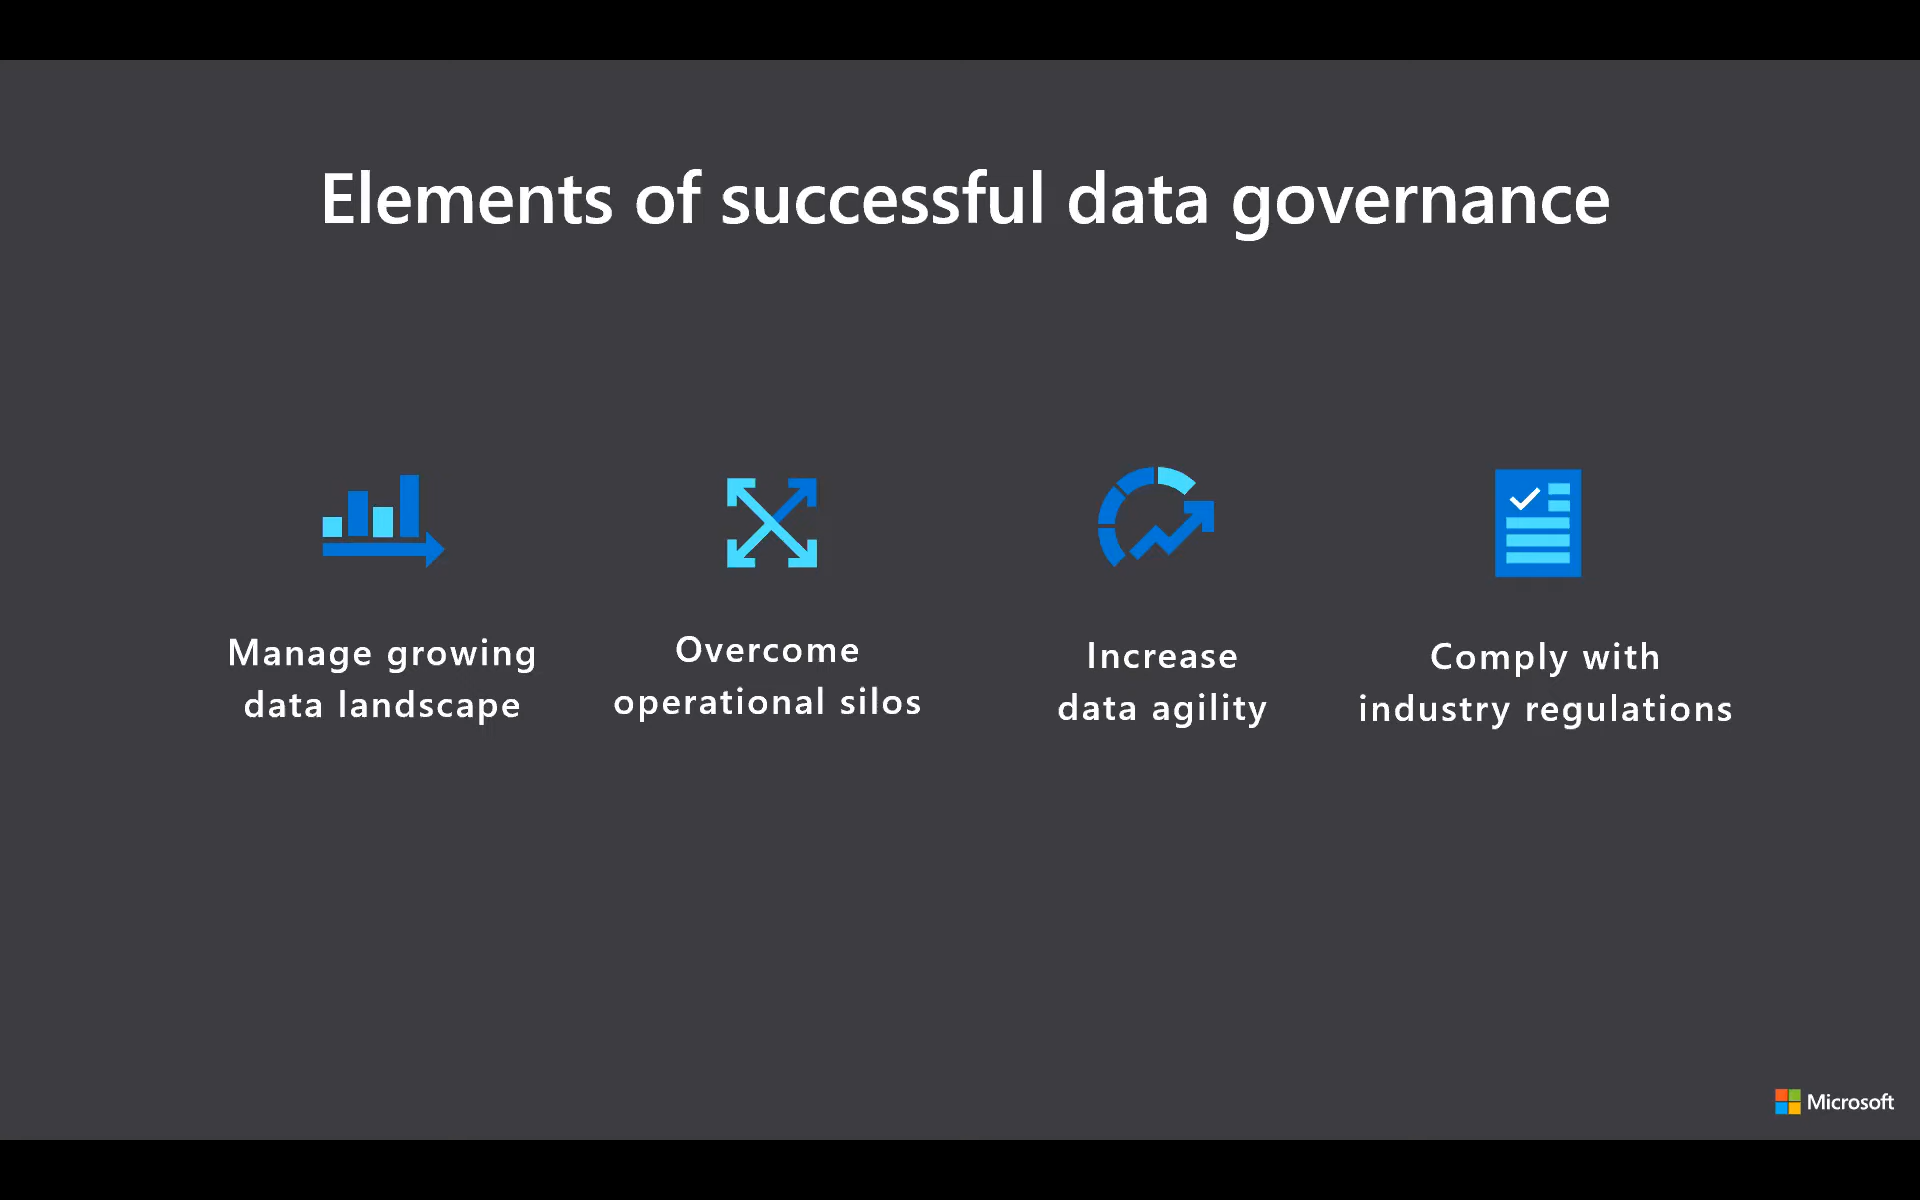 Elements of successful data governance
Manage growing
data landscape
Overcome
operational silos
Increase
data agility
Comply with
industry regulations
Microsoft